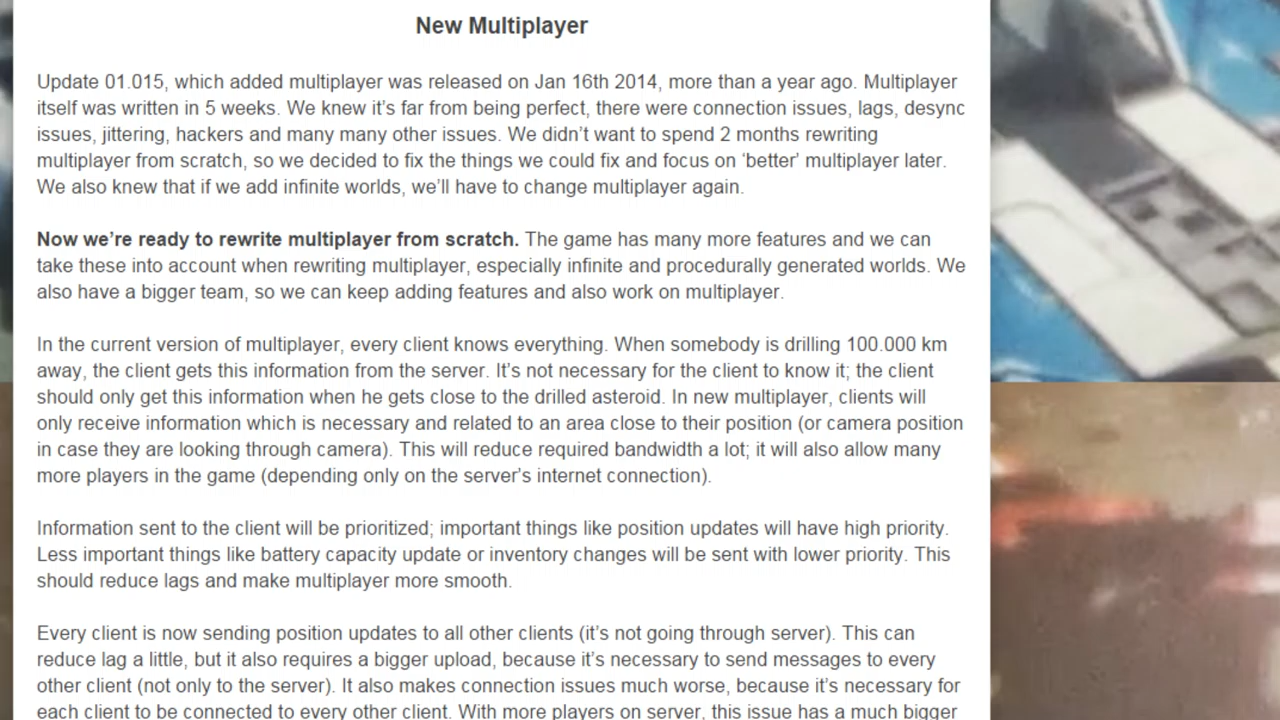 New Multiplayer
Update 01.015, which added multiplayer was released on Jan 16th 2014, more than a year ago. Multiplayer
itself was written in 5 weeks. We knew it’s far from being perfect, there were connection issues, lags, desync
issues, jittering, hackers and many many other issues. We didn’t want to spend 2 months rewriting
multiplayer from scratch, so we decided to fix the things we could fix and focus on ‘better’ multiplayer later.
We also knew that if we add infinite worlds, we’ll have to change multiplayer again.
Now we’re ready to rewrite multiplayer from scratch. The game has many more features and we can
take these into account when rewriting multiplayer, especially infinite and procedurally generated worlds. We
also have a bigger team, so we can keep adding features and also work on multiplayer.
In the current version of multiplayer, every client knows everything. When somebody is drilling 100.000 km
away, the client gets this information from the server. It’s not necessary for the client to know it; the client
should only get this information when he gets close to the drilled asteroid. In new multiplayer, clients will
only receive information which is necessary and related to an area close to their position (or camera position
in case they are looking through camera). This will reduce required bandwidth a lot; it will also allow many
more players in the game (depending only on the server’s internet connection).
Information sent to the client will be prioritized; important things like position updates will have high priority.
Less important things like battery capacity update or inventory changes will be sent with lower priority. This
should reduce lags and make multiplayer more smooth.
Every client is now sending position updates to all other clients (it’s not going through server). This can
reduce lag a little, but it also requires a bigger upload, because it’s necessary to send messages to every
other client (not only to the server). It also makes connection issues much worse, because it’s necessary for
each client to be connected to every other client. With more players on server, this issue has a much bigger